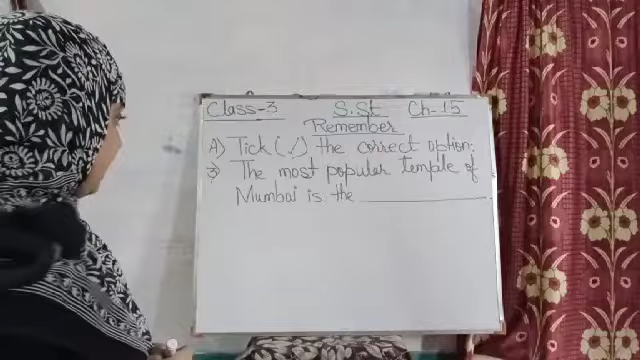 Class-3 S.St Ch-15
Remember
A) Tick (✓) the correct option:
3) The most popular temple of
Mumbai is the ____________